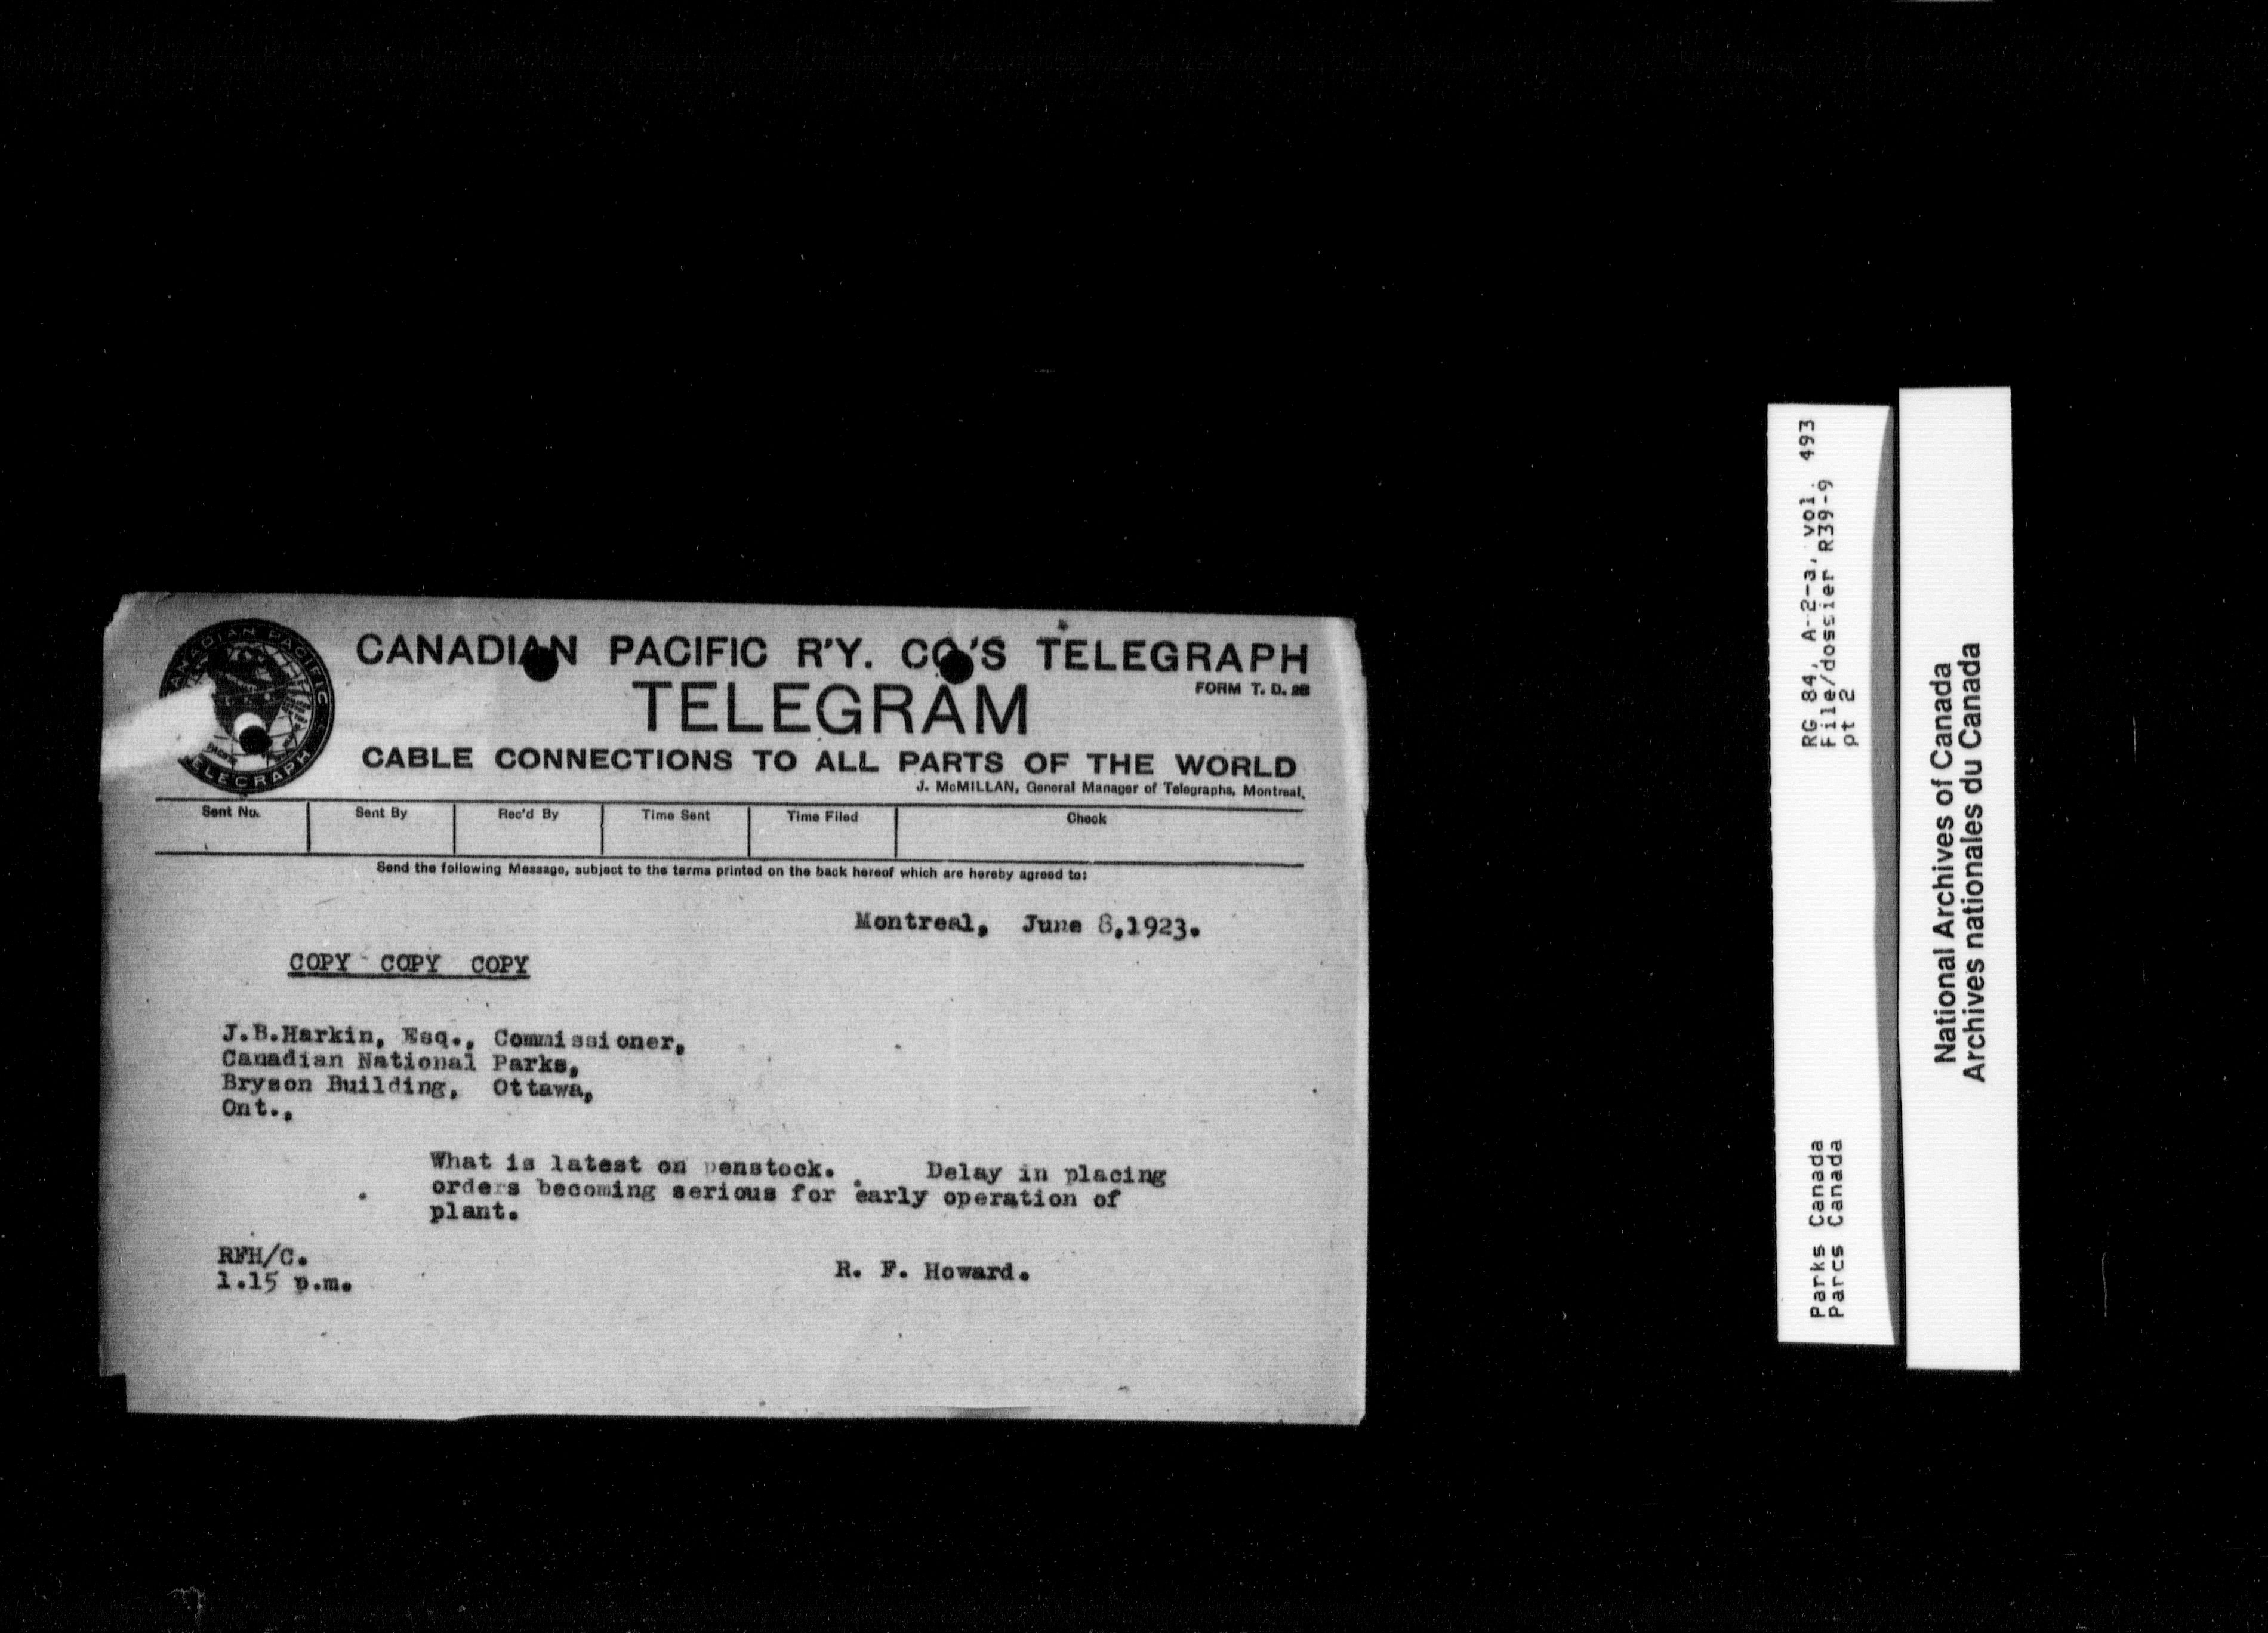 CANADIAN PACIFIC R'Y. CO'S TELEGRAPH
TELEGRAM
FORM T. D. 2B
CABLE CONNECTIONS TO ALL PARTS OF THE WORLD
J. McMILLAN, General Manager of Telegraphs, Montreal.
CANADIAN PACIFIC
TELEGRAPH
Sent No. Sent By Rec'd By Time Sent Time Filed Check
Send the following Message, subject to the terms printed on the back hereof which are hereby agreed to:
Montreal, June 8,1923.
COPY COPY COPY
J.B.Harkin, Esq., Commissioner,
Canadian National Parks,
Bryson Building, Ottawa,
Ont.,
What is latest on penstock. Delay in placing
orders becoming serious for early operation of
plant.
RFH/C.
1.15 p.m.
R. F. Howard.
RG 84, A-2-a, vol. 493
File/dossier R39-9
pt 2
Parks Canada
Parcs Canada
National Archives of Canada
Archives nationales du Canada